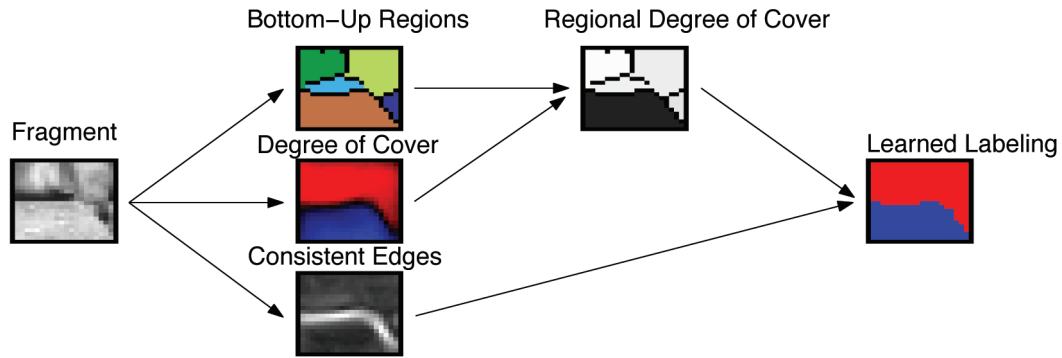 Bottom–Up Regions
Regional Degree of Cover
Fragment
Degree of Cover
Learned Labeling
Consistent Edges